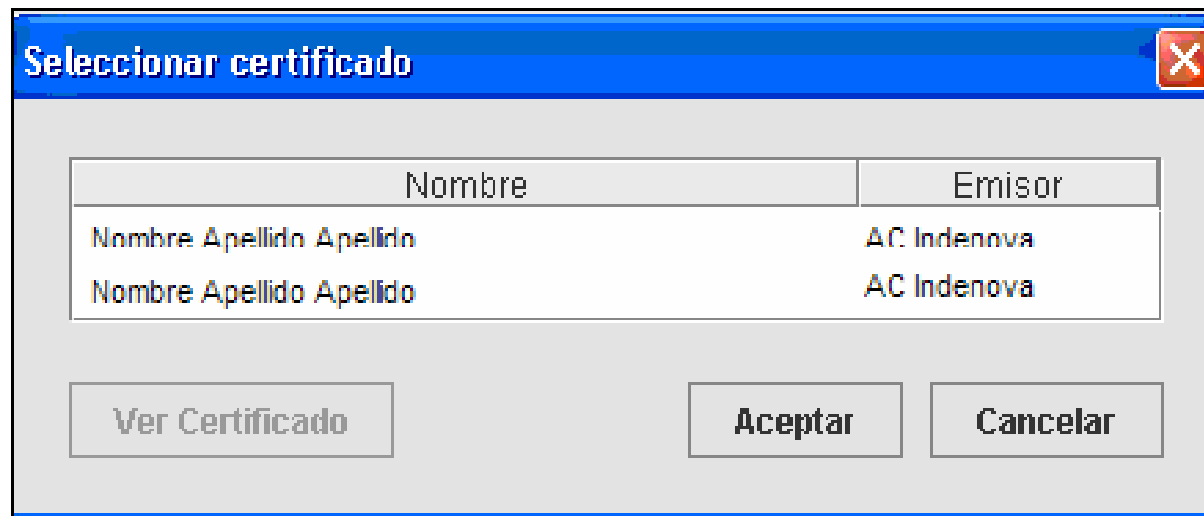 Seleccionar certificado
Nombre Emisor
Nombre Apellido Apellido AC Indenova
Nombre Apellido Apellido AC Indenova
Ver Certificado Aceptar Cancelar